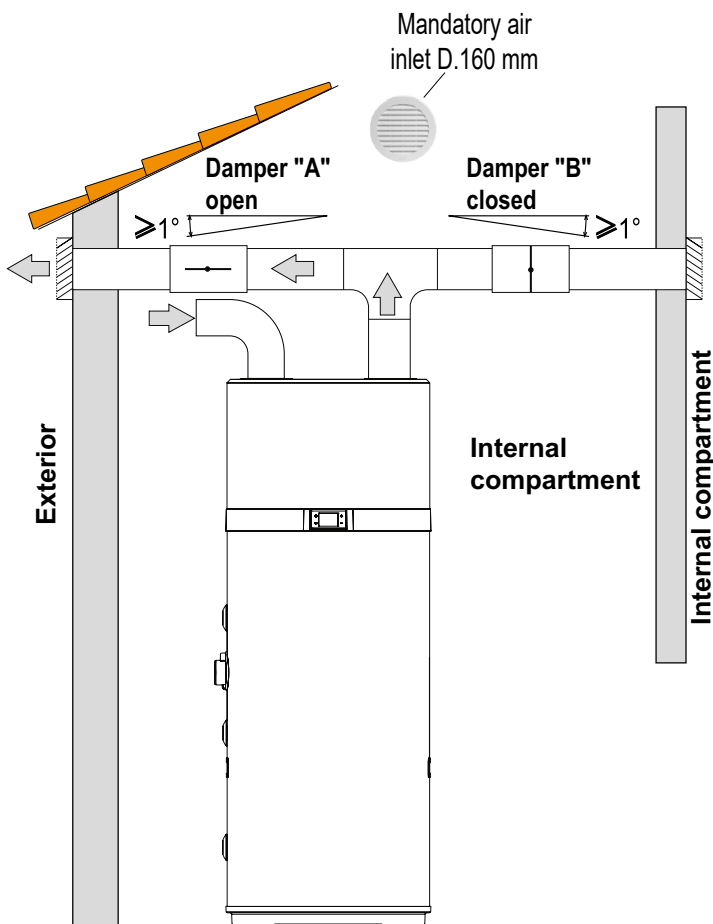 Mandatory air
inlet D.160 mm
Damper "A"
open
Damper "B"
closed
⩾1°
⩾1°
Exterior
Internal
compartment
Internal compartment